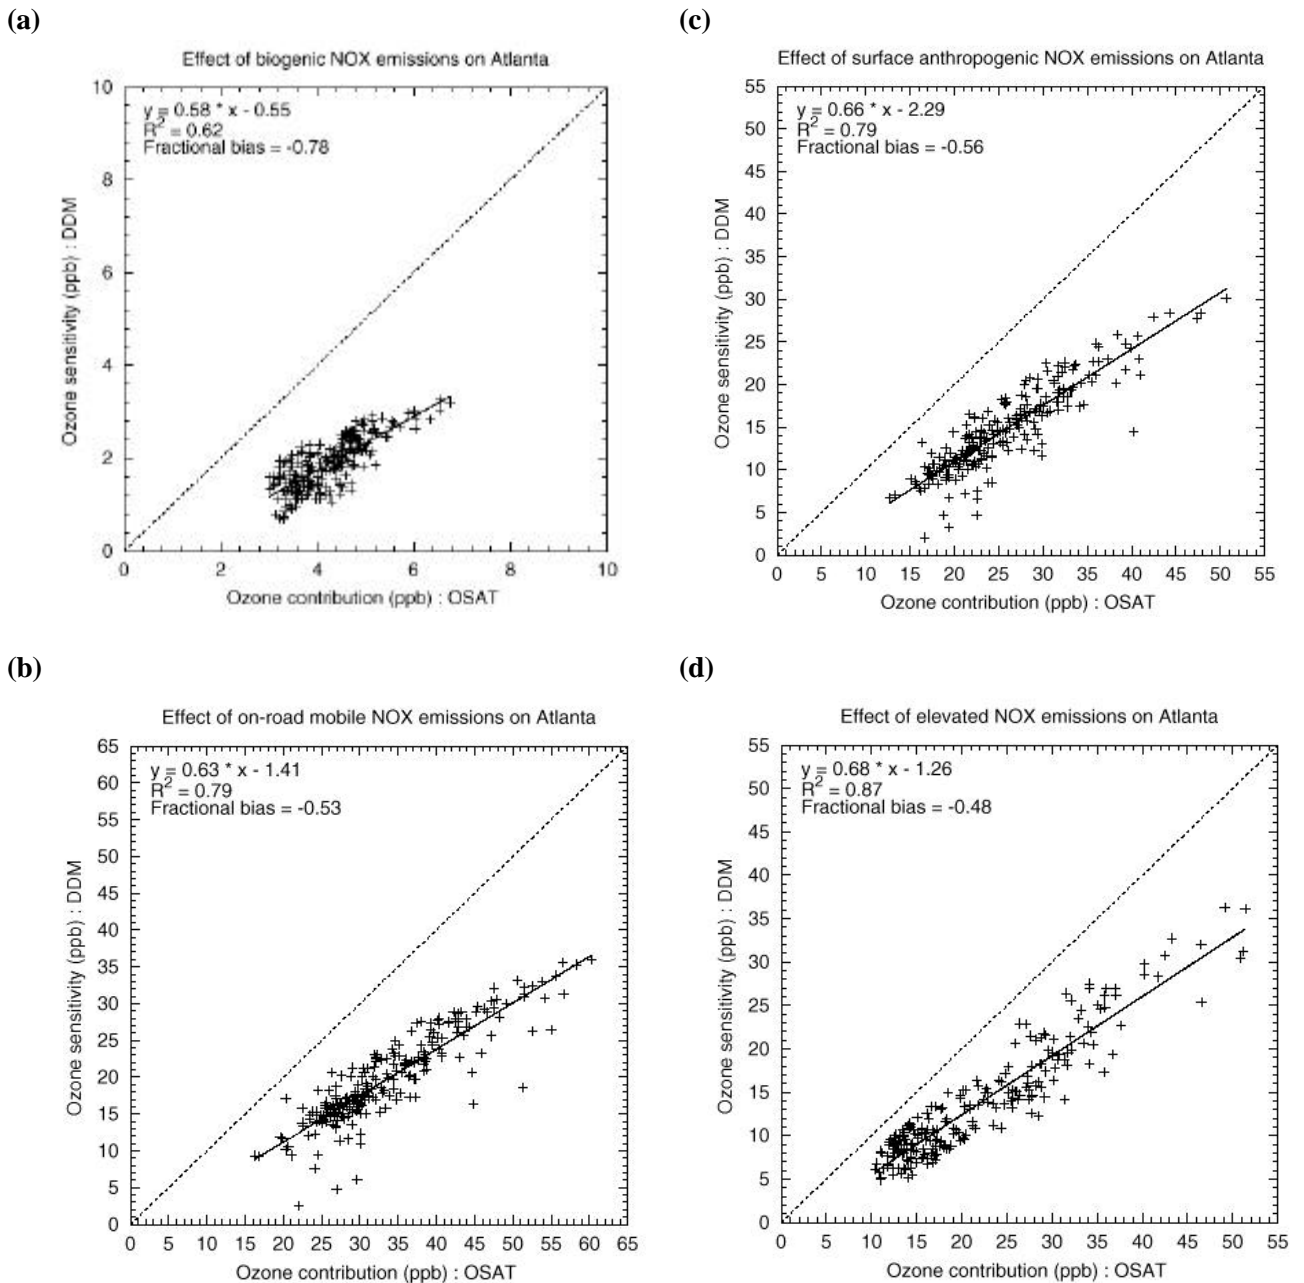 (a)
Effect of biogenic NOX emissions on Atlanta
y = 0.58 * x - 0.55
R2 = 0.62
Fractional bias = -0.78
Ozone sensitivity (ppb) : DDM
10
8
6
4
2
0
0 2 4 6 8 10
Ozone contribution (ppb) : OSAT
(c)
Effect of surface anthropogenic NOX emissions on Atlanta
y = 0.66 * x - 2.29
R2 = 0.79
Fractional bias = -0.56
Ozone sensitivity (ppb) : DDM
55
50
45
40
35
30
25
20
15
10
5
0
0 5 10 15 20 25 30 35 40 45 50 55
Ozone contribution (ppb) : OSAT
(b)
Effect of on-road mobile NOX emissions on Atlanta
y = 0.63 * x - 1.41
R2 = 0.79
Fractional bias = -0.53
Ozone sensitivity (ppb) : DDM
65
60
55
50
45
40
35
30
25
20
15
10
5
0
0 5 10 15 20 25 30 35 40 45 50 55 60 65
Ozone contribution (ppb) : OSAT
(d)
Effect of elevated NOX emissions on Atlanta
y = 0.68 * x - 1.26
R2 = 0.87
Fractional bias = -0.48
Ozone sensitivity (ppb) : DDM
55
50
45
40
35
30
25
20
15
10
5
0
0 5 10 15 20 25 30 35 40 45 50 55
Ozone contribution (ppb) : OSAT